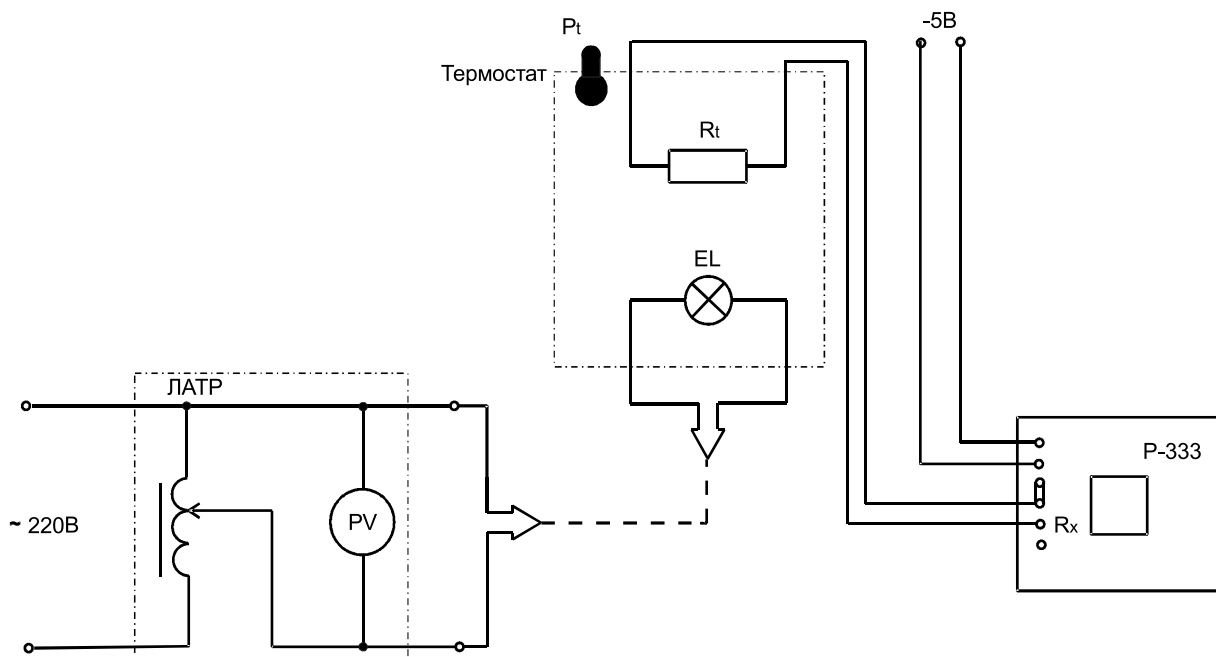 -5В
Pt
Термостат
Rt
EL
ЛАТР
Р-333
PV
Rx
~ 220В